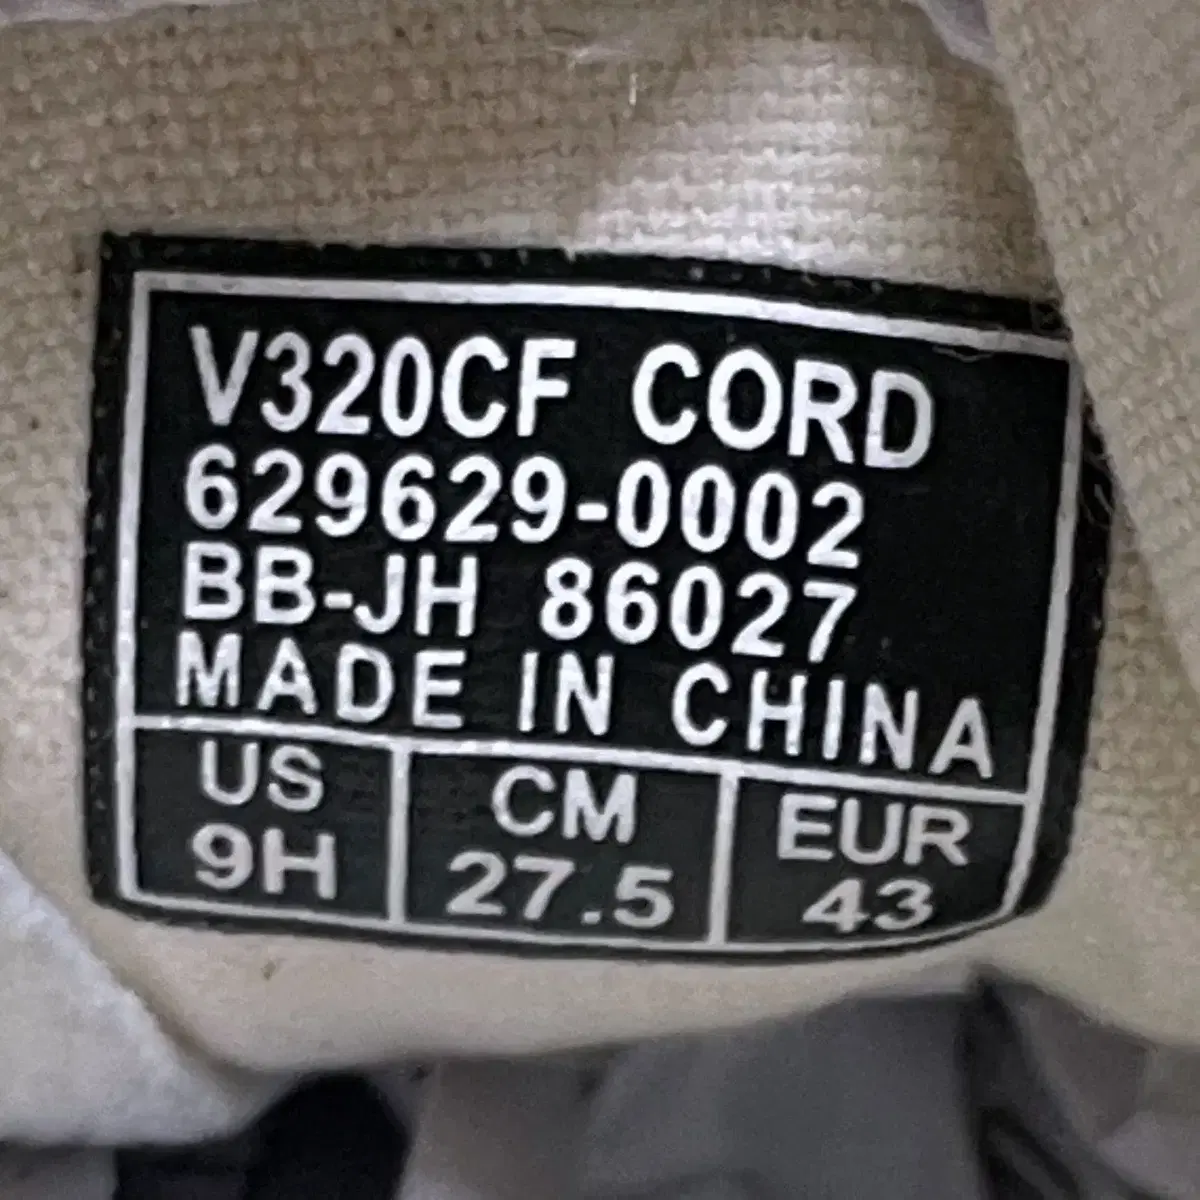 V320CF CORD
629629-0002
BB-JH 86027
MADE IN CHINA
US CM EUR
9H 27.5 43